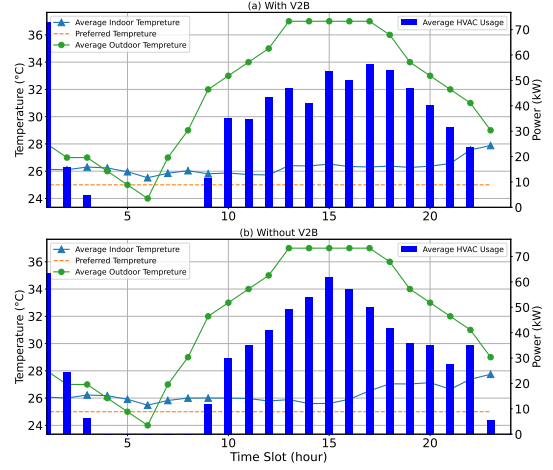 (a) With V2B
Average Indoor Tempreture
Preferred Tempreture
Average Outdoor Tempreture
Average HVAC Usage
Temperature (°C)
36
34
32
30
28
26
24
Power (kW)
70
60
50
40
30
20
10
0
5
10
15
20
(b) Without V2B
Average Indoor Tempreture
Preferred Tempreture
Average Outdoor Tempreture
Average HVAC Usage
Temperature (°C)
36
34
32
30
28
26
24
Power (kW)
70
60
50
40
30
20
10
0
5
10
15
20
Time Slot (hour)